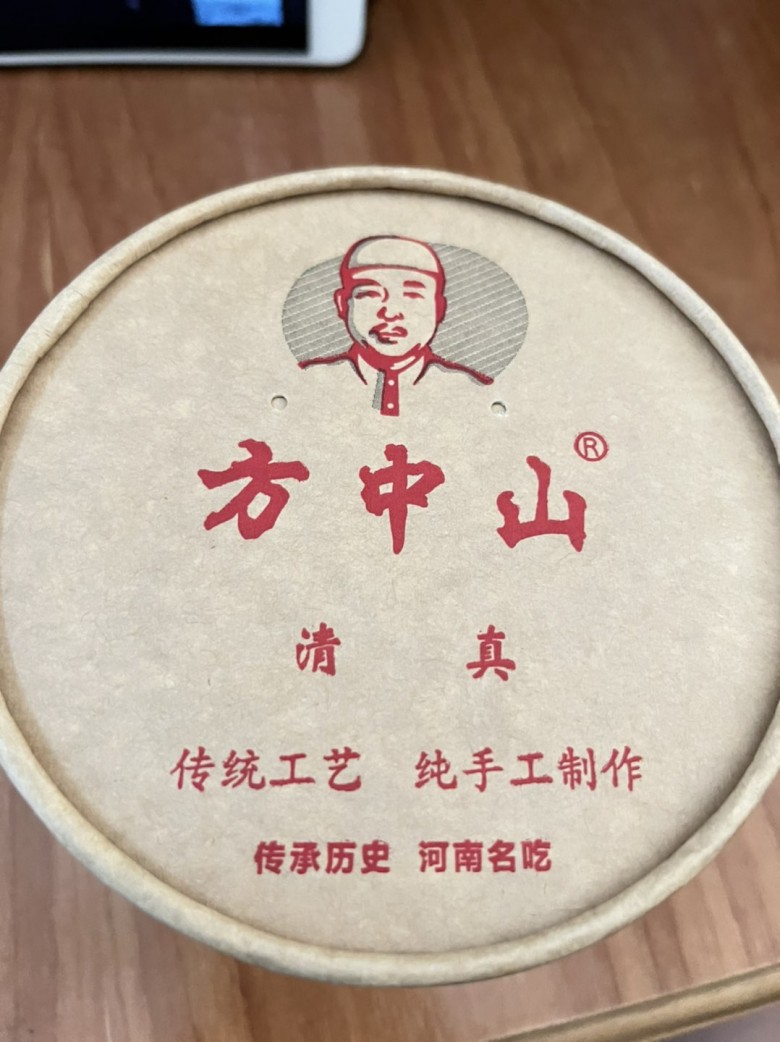 方中山®
清真
传统工艺 纯手工制作
传承历史 河南名吃